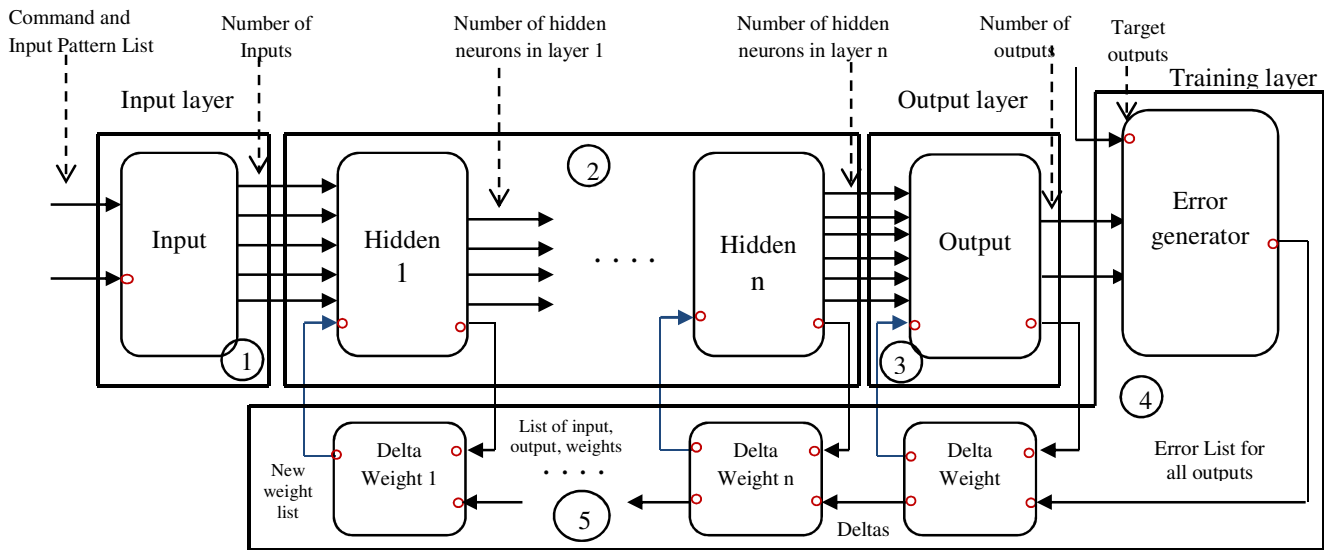 Command and
Input Pattern List
Number of
Inputs
Number of hidden
neurons in layer 1
Number of hidden
neurons in layer n
Number of
outputs
Target
outputs
Training layer
Input layer
Output layer
2
Input
Hidden
1
. . . .
Hidden
n
Output
Error
generator
1
3
4
Delta
Weight 1
List of input,
output, weights
. . . .
Delta
Weight n
Delta
Weight
Error List for
all outputs
New
weight
list
5
Deltas